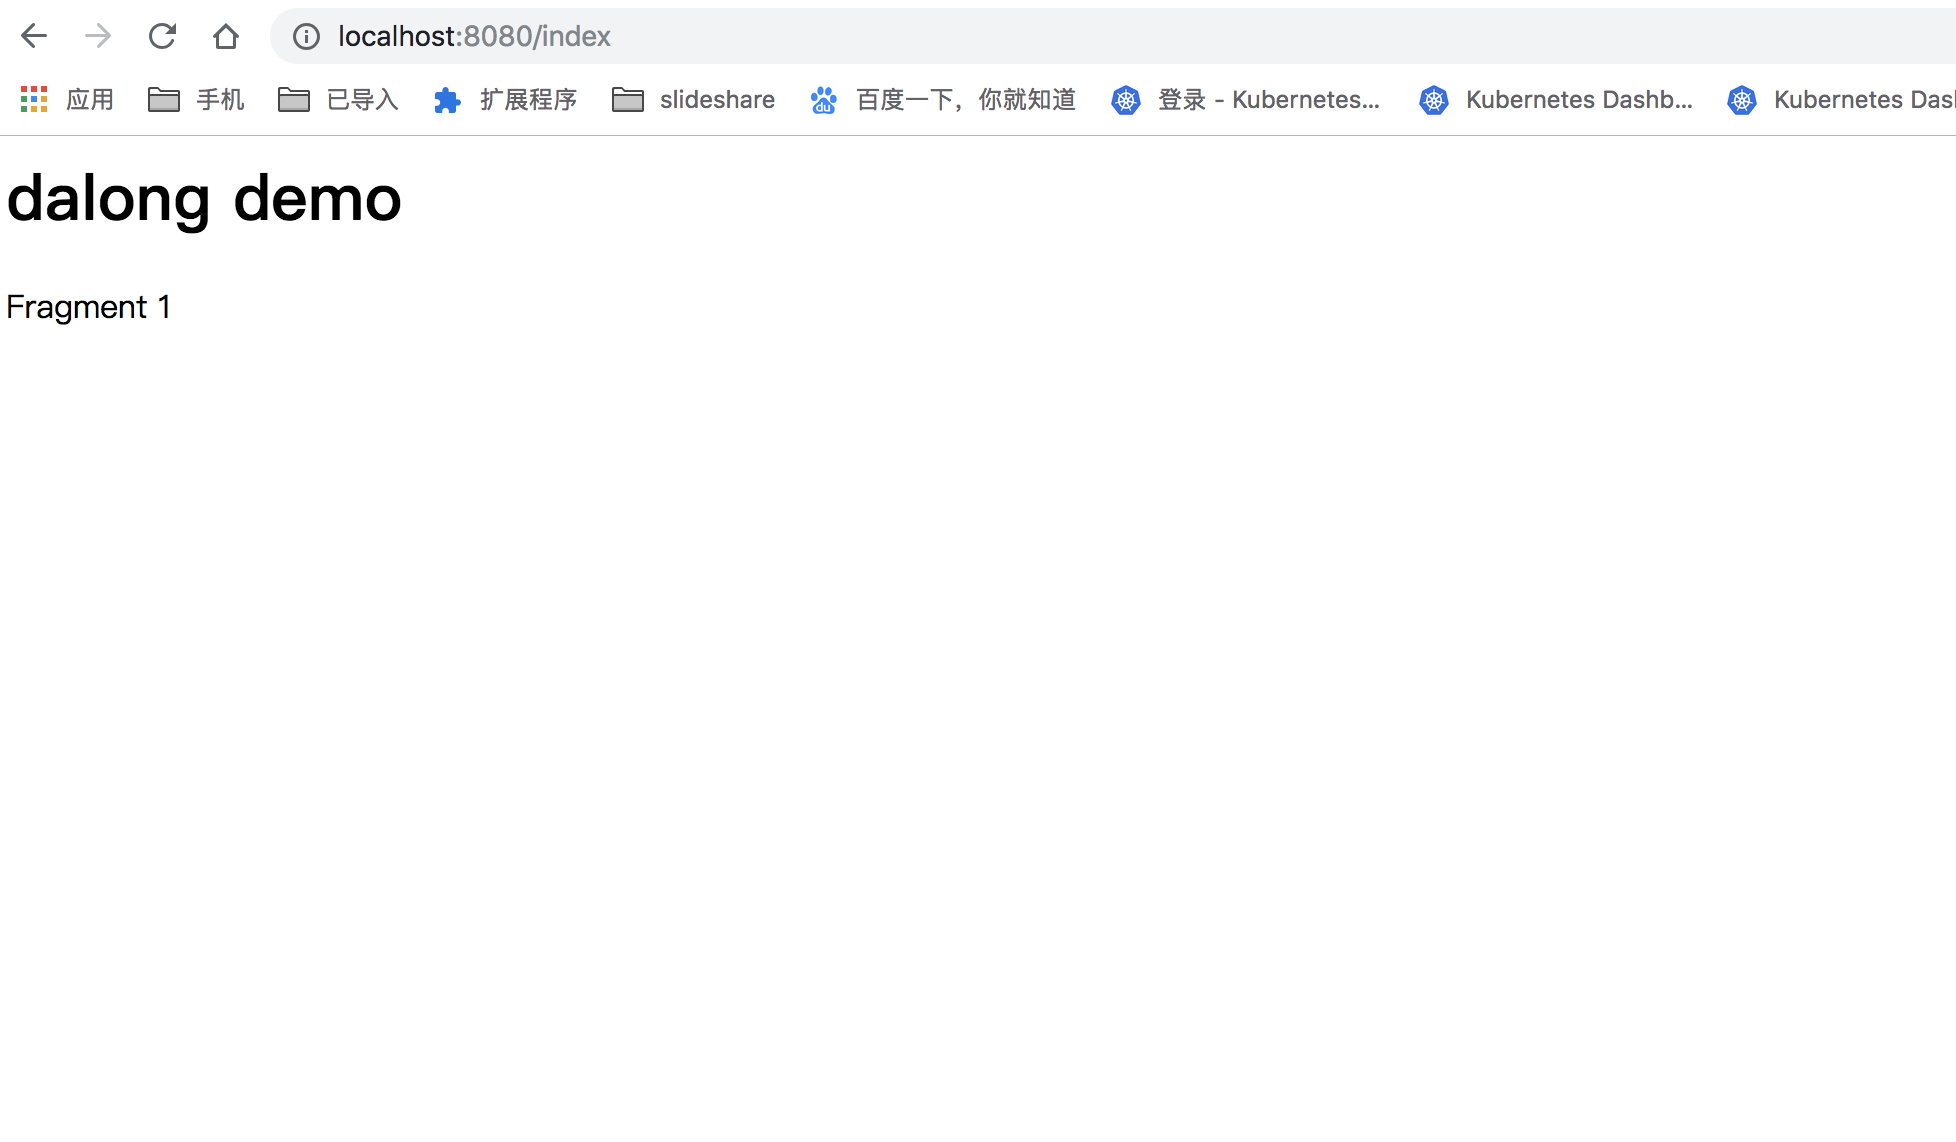 localhost:8080/index
应用 手机 已导入 扩展程序 slideshare du 百度一下，你就知道 登录 - Kubernetes... Kubernetes Dashb... Kubernetes Das
dalong demo
Fragment 1